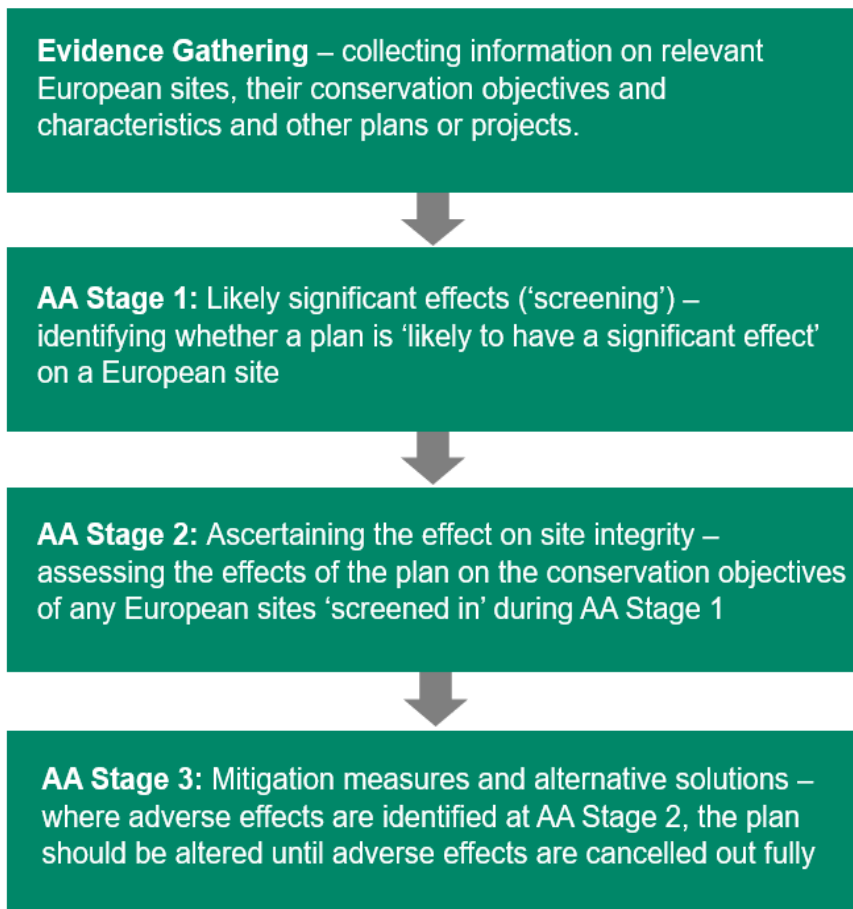 Evidence Gathering – collecting information on relevant
European sites, their conservation objectives and
characteristics and other plans or projects.
AA Stage 1: Likely significant effects (‘screening’) –
identifying whether a plan is ‘likely to have a significant effect’
on a European site
AA Stage 2: Ascertaining the effect on site integrity –
assessing the effects of the plan on the conservation objectives
of any European sites ‘screened in’ during AA Stage 1
AA Stage 3: Mitigation measures and alternative solutions –
where adverse effects are identified at AA Stage 2, the plan
should be altered until adverse effects are cancelled out fully